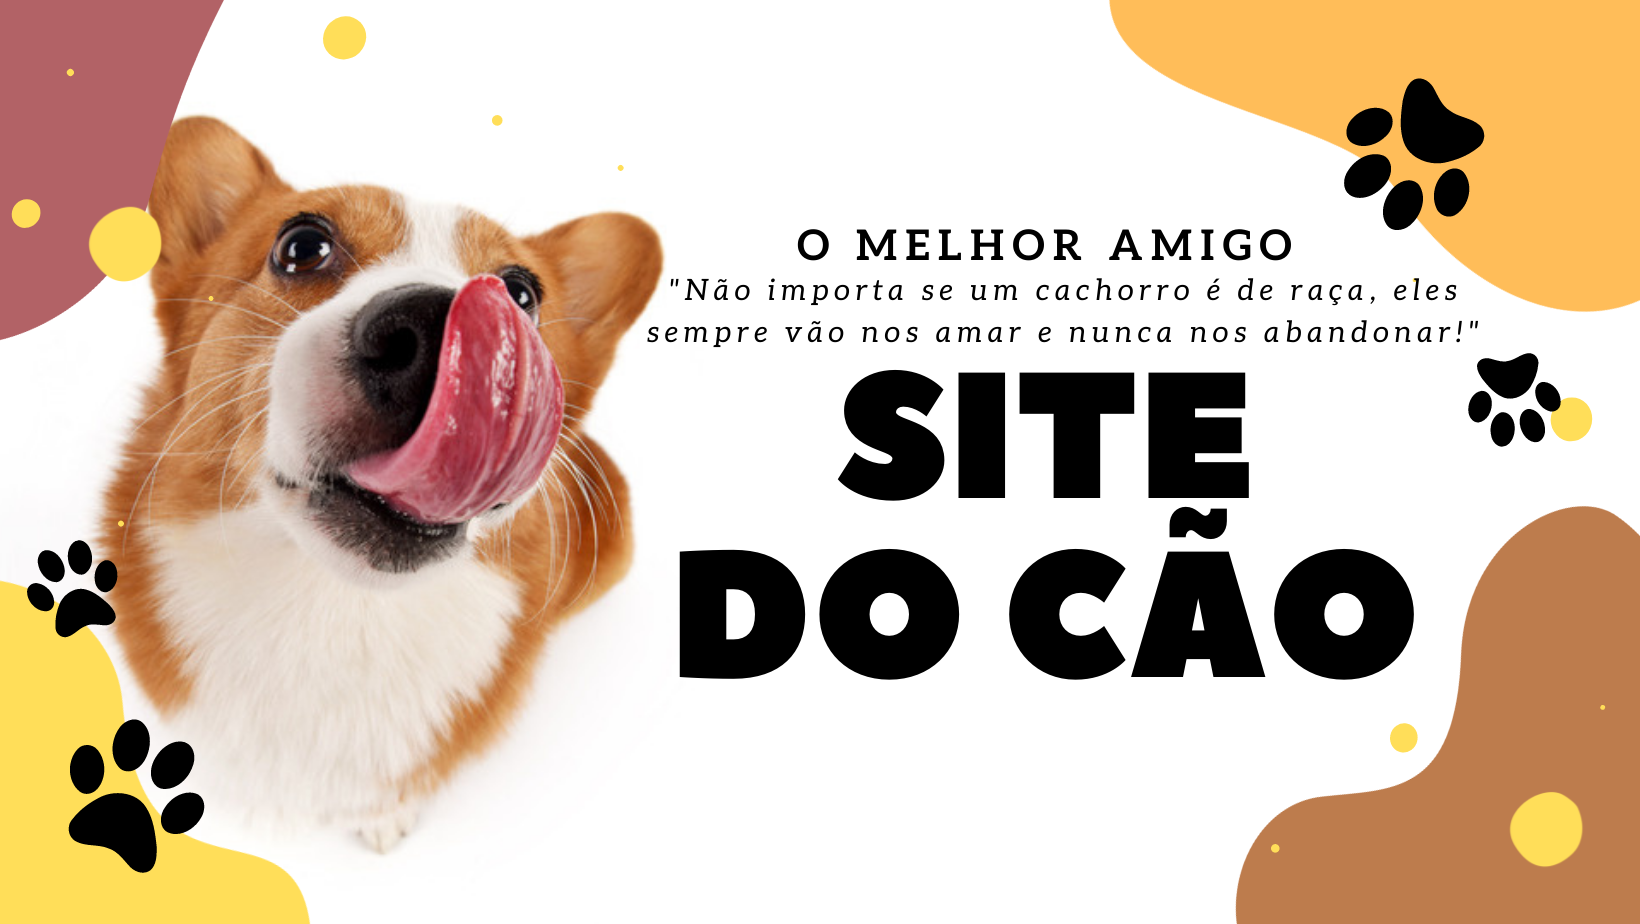 O MELHOR AMIGO
"Não importa se um cachorro é de raça, eles
sempre vão nos amar e nunca nos abandonar!"
SITE
DO CÃO